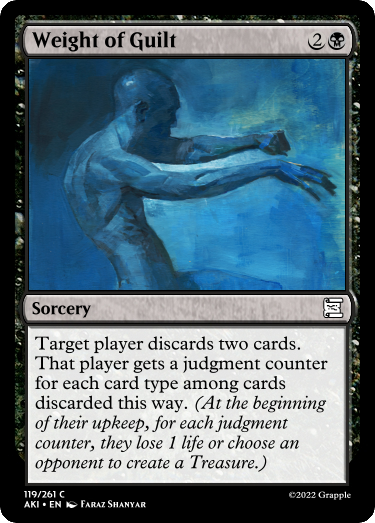 Weight of Guilt 2
Sorcery
Target player discards two cards.
That player gets a judgment counter
for each card type among cards
discarded this way. (At the beginning
of their upkeep, for each judgment
counter, they lose 1 life or choose an
opponent to create a Treasure.)
119/261 C
©2022 Grapple
AKI • EN Faraz Shanyar